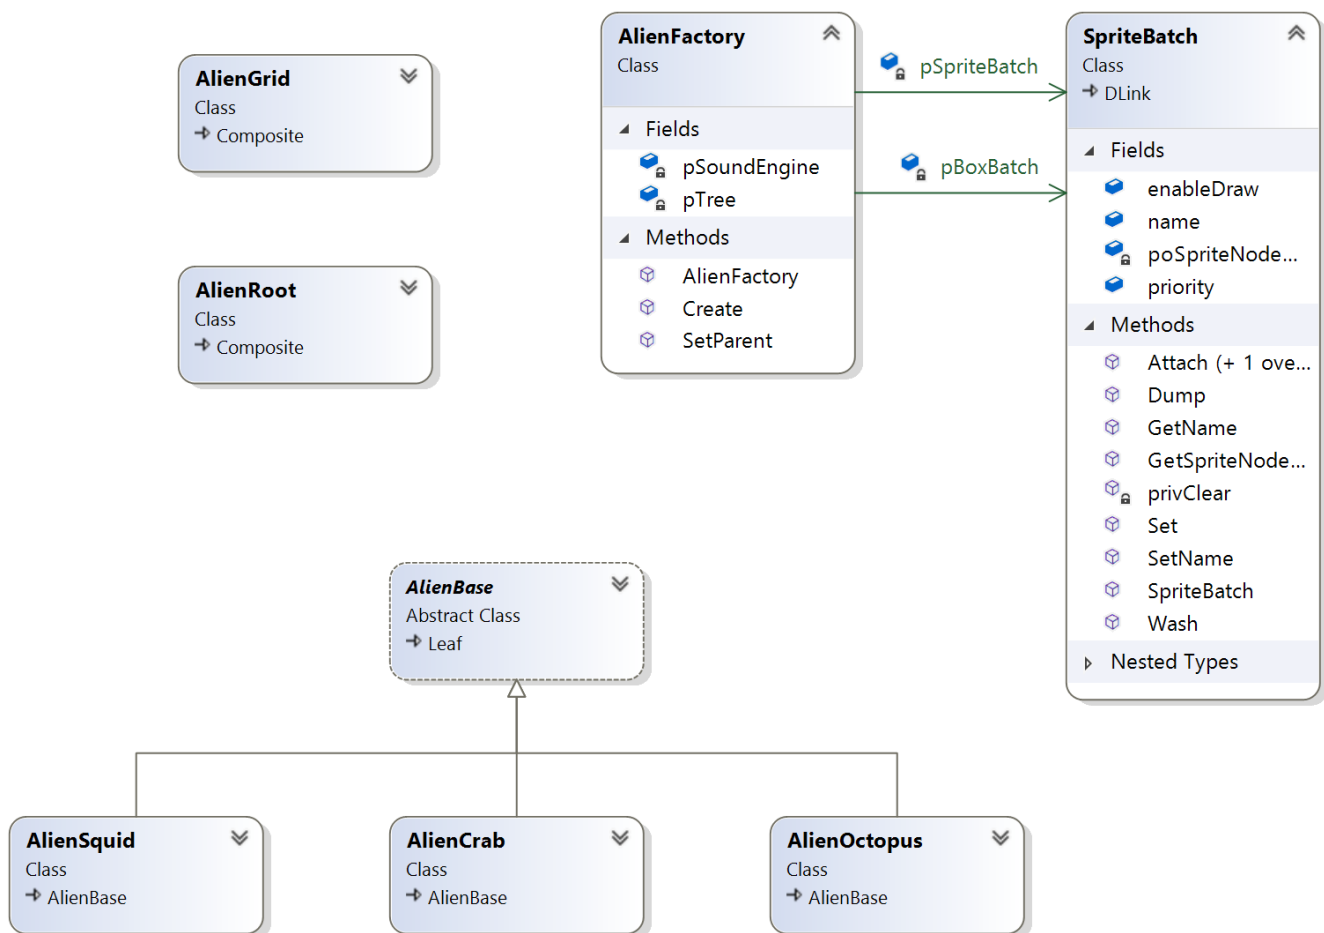 AlienGrid
Class
Composite
AlienRoot
Class
Composite
AlienFactory
Class
Fields
pSoundEngine
pTree
Methods
AlienFactory
Create
SetParent
pSpriteBatch
pBoxBatch
SpriteBatch
Class
DLink
Fields
enableDraw
name
poSpriteNode...
priority
Methods
Attach (+ 1 ove...
Dump
GetName
GetSpriteNode...
privClear
Set
SetName
SpriteBatch
Wash
Nested Types
AlienBase
Abstract Class
Leaf
AlienSquid
Class
AlienBase
AlienCrab
Class
AlienBase
AlienOctopus
Class
AlienBase